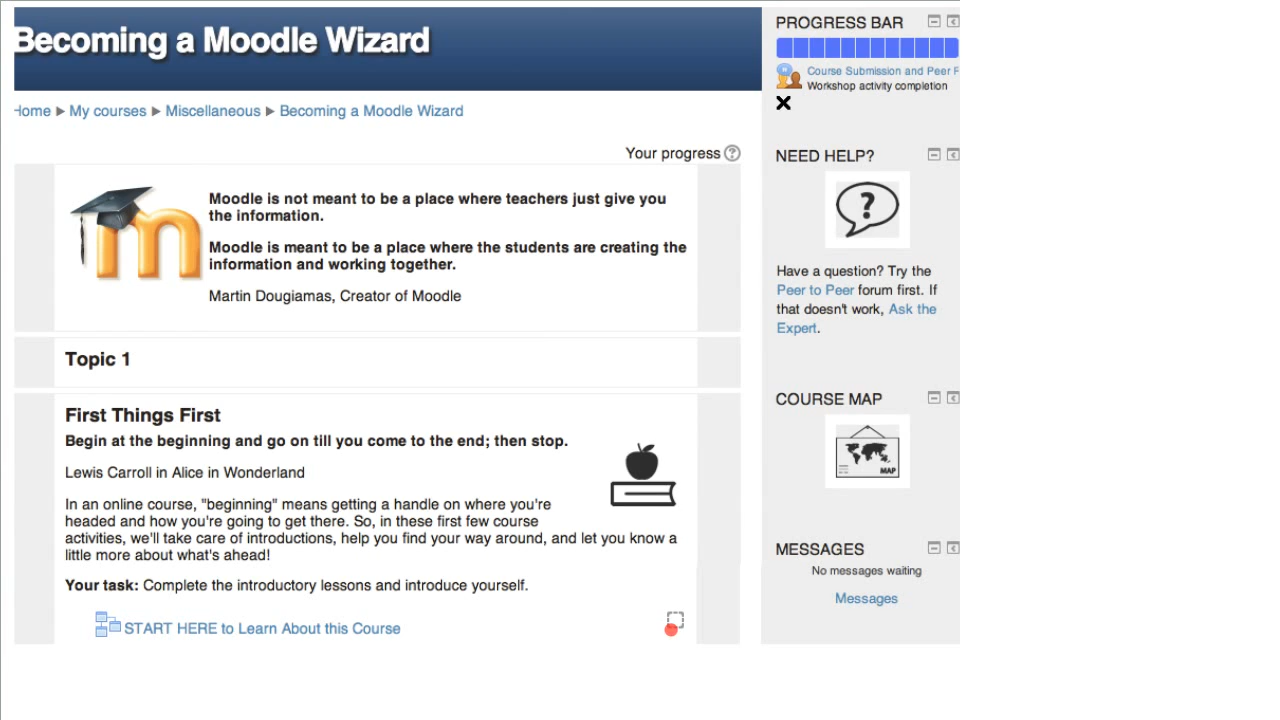 Becoming a Moodle Wizard
Home ▶ My courses ▶ Miscellaneous ▶ Becoming a Moodle Wizard
Your progress
Moodle is not meant to be a place where teachers just give you
the information.
Moodle is meant to be a place where the students are creating the
information and working together.
Martin Dougiamas, Creator of Moodle
Topic 1
First Things First
Begin at the beginning and go on till you come to the end; then stop.
Lewis Carroll in Alice in Wonderland
In an online course, "beginning" means getting a handle on where you're
headed and how you're going to get there. So, in these first few course
activities, we'll take care of introductions, help you find your way around, and let you know a
little more about what's ahead!
Your task: Complete the introductory lessons and introduce yourself.
START HERE to Learn About this Course
PROGRESS BAR
Course Submission and Peer
Workshop activity completion
NEED HELP?
?
Have a question? Try the
Peer to Peer forum first. If
that doesn't work, Ask the
Expert.
COURSE MAP
MAP
MESSAGES
No messages waiting
Messages